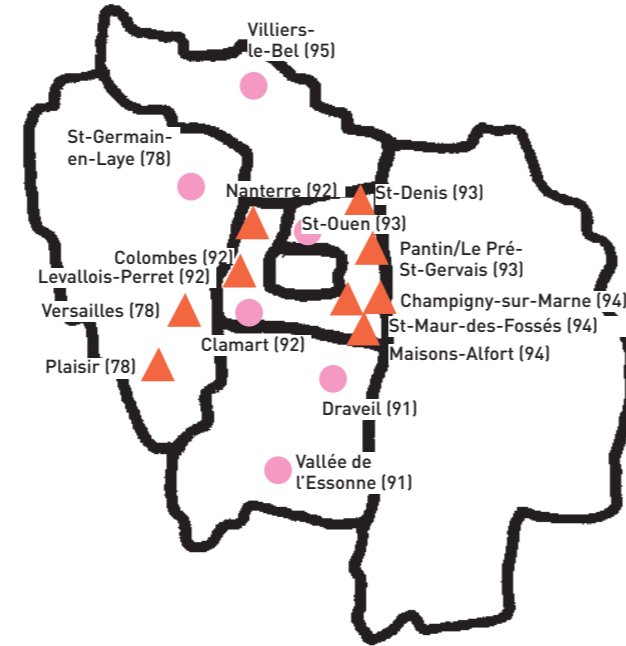 Villiers-
le-Bel (95)
St-Germain-
en-Laye (78)
Nanterre (92)
St-Denis (93)
St-Ouen (93)
Pantin/Le Pré-
St-Gervais (93)
Colombes (92)
Levallois-Perret (92)
Versailles (78)
Champigny-sur-Marne (94)
St-Maur-des-Fossés (94)
Clamart (92)
Maisons-Alfort (94)
Plaisir (78)
Draveil (91)
Vallée de
l'Essonne (91)